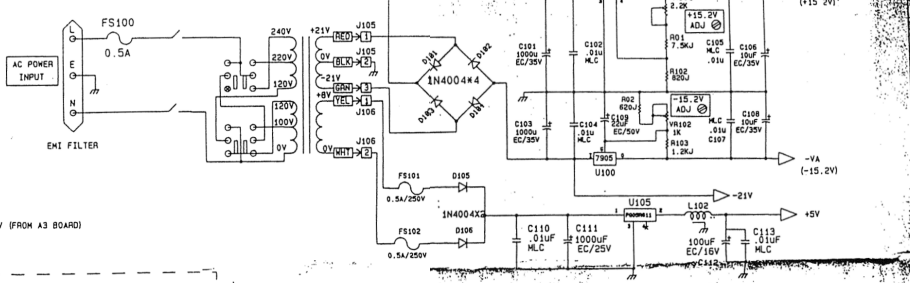 FS100
0.5A
L
E
N
AC POWER
INPUT
EMI FILTER
240V
220V
120V
120V
100V
0V
+21V
0V
-21V
+8V
0V
J105
RED 1
J105
BLK 2
GRN 3
YEL 1
J106
J106
WHT 2
D101
D102
1N4004*4
D103
C101
1000u
EC/35V
C102
.01u
MLC
C103
1000u
EC/35V
C104
.01u
MLC
C109
22uF
EC/50V
2.2K
+15.2V
ADJ
R01
7.5KJ
R102
820J
R02
620J
-15.2V
ADJ
VR102
1K
R103
1.2KJ
C105
MLC
.01u
C106
10uF
EC/35V
MLC
.01u
C107
C108
10uF
EC/35V
(+15.2V)
7905
U100
-VA
(-15.2V)
-21V
FS101
0.5A/250V
D105
1N4004X2
FS102
0.5A/250V
D106
C110
.01uF
MLC
C111
1000uF
EC/25V
U105
1
2
3
4
L102
+5V
100uF
EC/16V
C112
C113
.01uF
MLC
(FROM A3 BOARD)